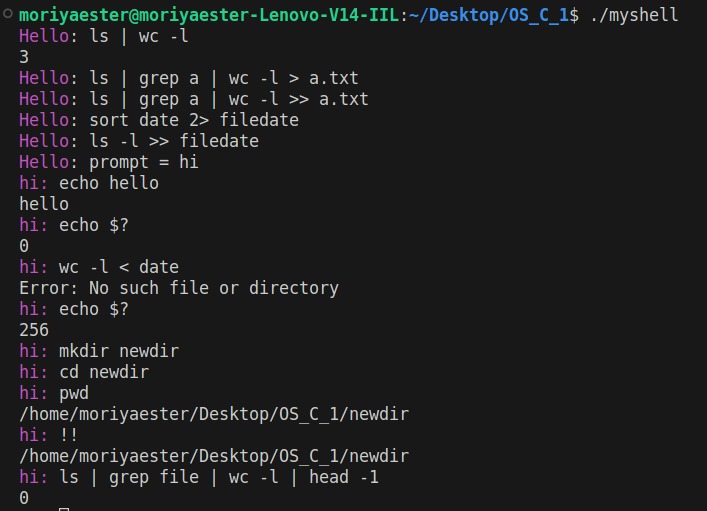 moriyaester@moriyaester-Lenovo-V14-IIL:~/Desktop/OS_C_1$ ./myshell
Hello: ls | wc -l
3
Hello: ls | grep a | wc -l > a.txt
Hello: ls | grep a | wc -l >> a.txt
Hello: sort date 2> filedate
Hello: ls -l >> filedate
Hello: prompt = hi
hi: echo hello
hello
hi: echo $?
0
hi: wc -l < date
Error: No such file or directory
hi: echo $?
256
hi: mkdir newdir
hi: cd newdir
hi: pwd
/home/moriyaester/Desktop/OS_C_1/newdir
hi: !!
/home/moriyaester/Desktop/OS_C_1/newdir
hi: ls | grep file | wc -l | head -1
0